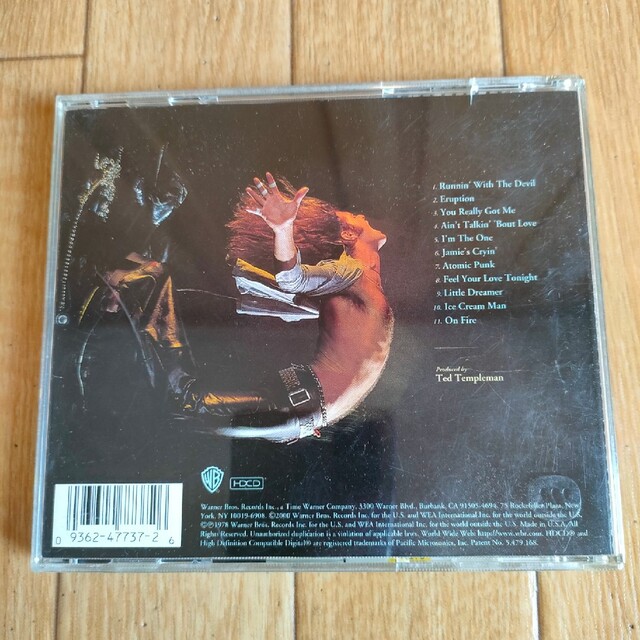 1. Runnin' With The Devil
2. Eruption
3. You Really Got Me
4. Ain't Talkin' 'Bout Love
5. I'm The One
6. Jamie's Cryin'
7. Atomic Punk
8. Feel Your Love Tonight
9. Little Dreamer
10. Ice Cream Man
11. On Fire
Produced by
Ted Templeman
WB
HDCD
Warner Bros. Records Inc., a Time Warner Company, 3300 Warner Blvd., Burbank, CA 91505-4694. 75 Rockefeller Plaza, New
York, NY 10019-6908. ©2000 Warner Bros. Records Inc. for the U.S. and WEA International Inc. for the world outside the U.S.
©℗1978 Warner Bros. Records Inc. for the U.S. and WEA International Inc. for the world outside the U.S. Made in U.S.A. All
Rights Reserved. Unauthorized duplication is a violation of applicable laws. World Wide Web: http://www.wbr.com. HDCD® and
High Definition Compatible Digital® are registered trademarks of Pacific Microsonics, Inc. Patent No. 5,479,168.
0 9362-47737-2 6